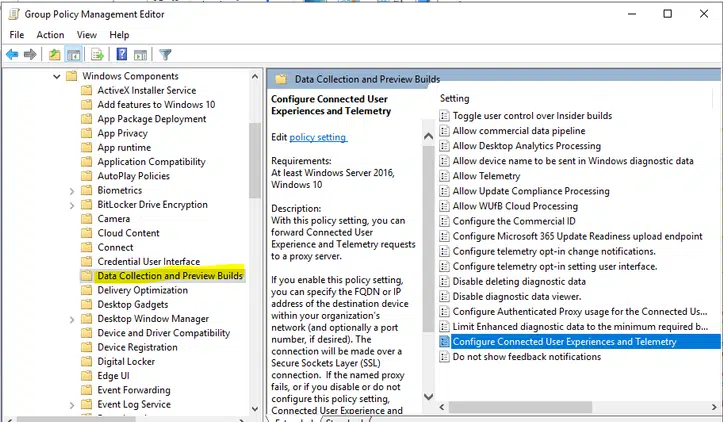 Group Policy Management Editor
File Action View Help
Windows Components
ActiveX Installer Service
Add features to Windows 10
App Package Deployment
App Privacy
App runtime
Application Compatibility
AutoPlay Policies
Biometrics
BitLocker Drive Encryption
Camera
Cloud Content
Connect
Credential User Interface
Data Collection and Preview Builds
Delivery Optimization
Desktop Gadgets
Desktop Window Manager
Device and Driver Compatibility
Device Registration
Digital Locker
Edge UI
Event Forwarding
Event Log Service
Data Collection and Preview Builds
Configure Connected User
Experiences and Telemetry
Edit policy setting
Requirements:
At least Windows Server 2016,
Windows 10
Description:
With this policy setting, you can
forward Connected User
Experience and Telemetry requests
to a proxy server.
If you enable this policy setting,
you can specify the FQDN or IP
address of the destination device
within your organization's
network (and optionally a port
number, if desired). The
connection will be made over a
Secure Sockets Layer (SSL)
connection. If the named proxy
fails, or if you disable or do not
configure this policy setting,
Connected User Experience and
Setting
Toggle user control over Insider builds
Allow commercial data pipeline
Allow Desktop Analytics Processing
Allow device name to be sent in Windows diagnostic data
Allow Telemetry
Allow Update Compliance Processing
Allow WUfB Cloud Processing
Configure the Commercial ID
Configure Microsoft 365 Update Readiness upload endpoint
Configure telemetry opt-in change notifications.
Configure telemetry opt-in setting user interface.
Disable deleting diagnostic data
Disable diagnostic data viewer.
Configure Authenticated Proxy usage for the Connected Us...
Limit Enhanced diagnostic data to the minimum required b...
Configure Connected User Experiences and Telemetry
Do not show feedback notifications